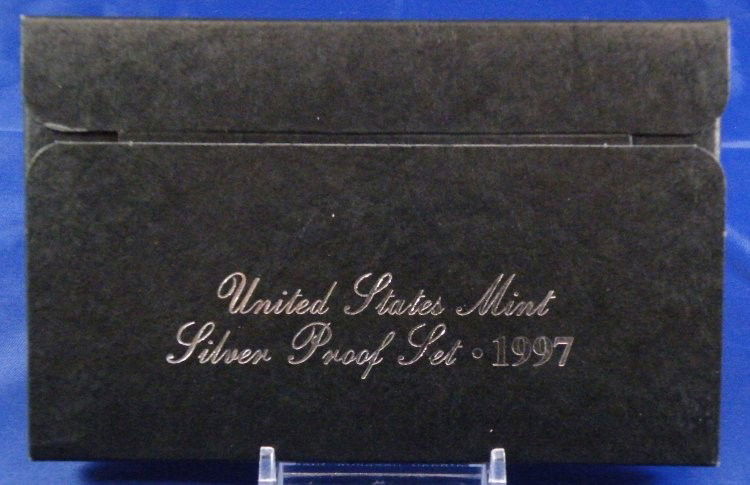 United States Mint
Silver Proof Set • 1997